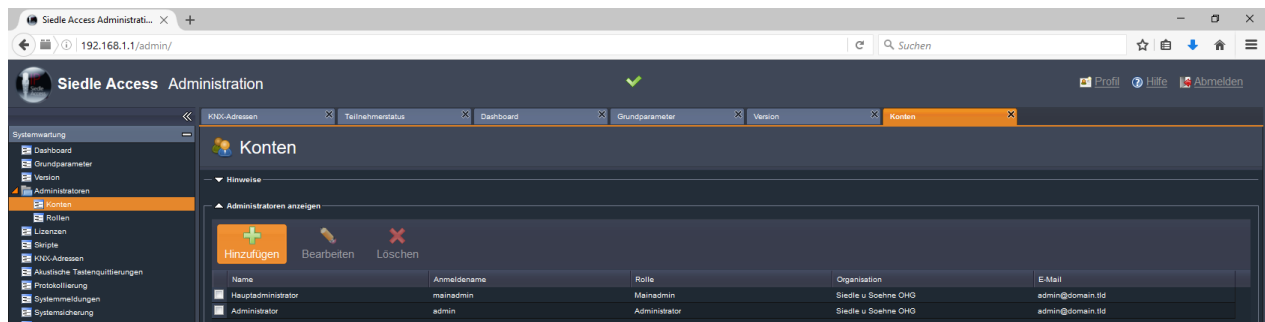 Siedle Access Administrati...
192.168.1.1/admin/
Suchen
Siedle Access Administration
Profil
Hilfe
Abmelden
KNX-Adressen
Teilnehmerstatus
Dashboard
Grundparameter
Version
Konten
Systemwartung
Dashboard
Grundparameter
Version
Administratoren
Konten
Rollen
Lizenzen
Skripte
KNX-Adressen
Akustische Tastenquittierungen
Protokollierung
Systemmeldungen
Systemsicherung
Konten
Hinweise
Administratoren anzeigen
Hinzufügen Bearbeiten Löschen
Name Anmeldename Rolle Organisation E-Mail
Hauptadministrator mainadmin Mainadmin Siedle u Soehne OHG admin@domain.tld
Administrator admin Administrator Siedle u Soehne OHG admin@domain.tld